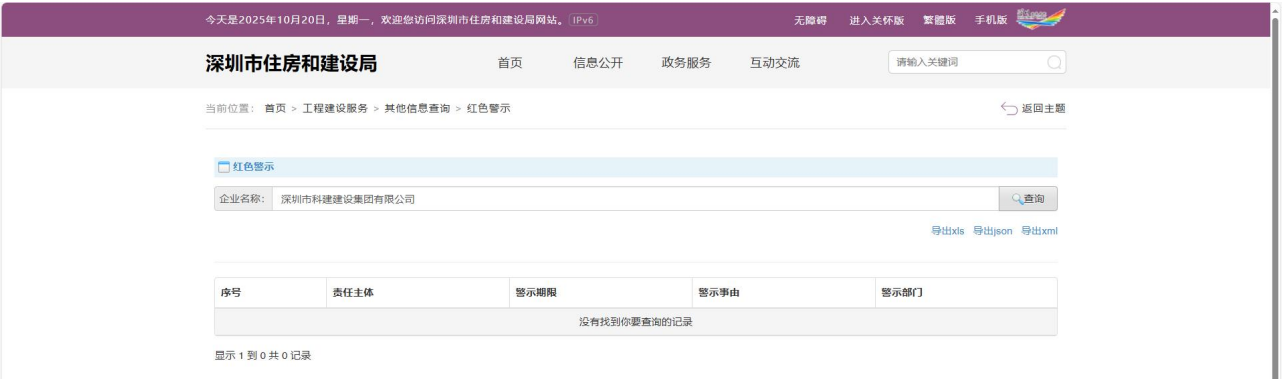 今天是2025年10月20日，星期一，欢迎您访问深圳市住房和建设局网站。 IPv6 无障碍 进入关怀版 繁體版 手机版
深圳市住房和建设局 首页 信息公开 政务服务 互动交流 请输入关键词
当前位置： 首页 > 工程建设服务 > 其他信息查询 > 红色警示 返回主题
红色警示
企业名称： 深圳市科建建设集团有限公司 查询
导出xls 导出json 导出xml
序号 责任主体 警示期限 警示事由 警示部门
没有找到你要查询的记录
显示 1 到 0 共 0 记录